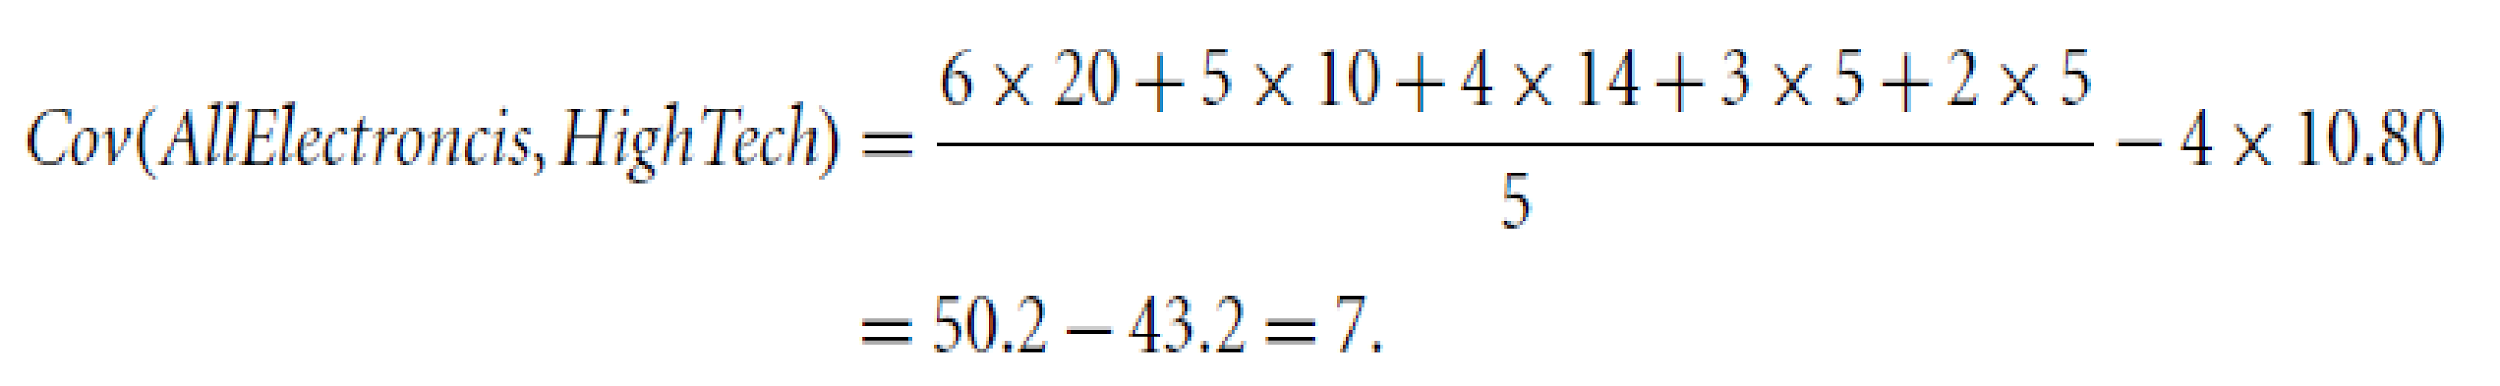 Cov(AllElectroncis, HighTech) = \frac{6 × 20 + 5 × 10 + 4 × 14 + 3 × 5 + 2 × 5}{5} − 4 × 10.80
= 50.2 − 43.2 = 7.